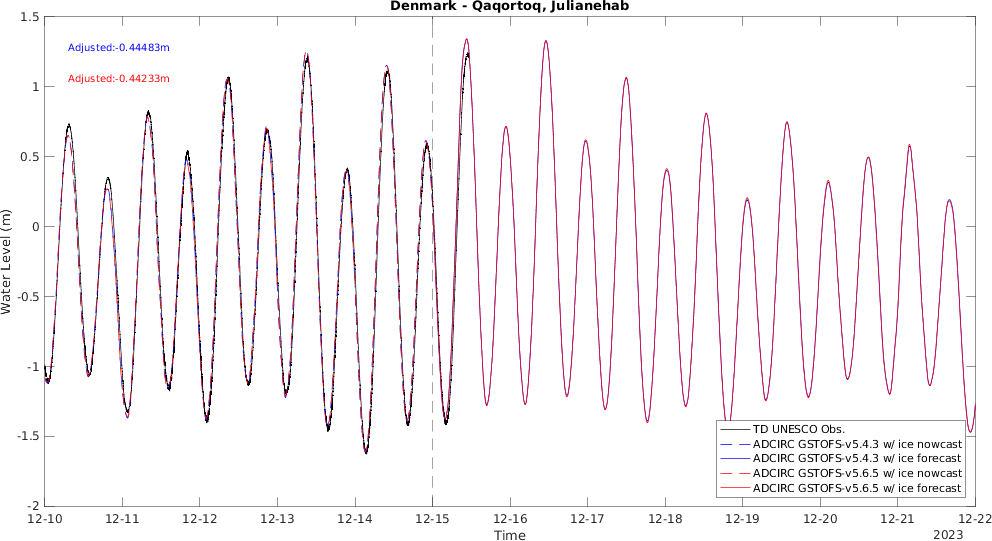 Denmark - Qaqortoq, Julianehab
1.5
Adjusted:-0.44483m
Adjusted:-0.44233m
1
0.5
0
-0.5
-1
-1.5
-2
Water Level (m)
TD UNESCO Obs.
ADCIRC GSTOFS-v5.4.3 w/ ice nowcast
ADCIRC GSTOFS-v5.4.3 w/ ice forecast
ADCIRC GSTOFS-v5.6.5 w/ ice nowcast
ADCIRC GSTOFS-v5.6.5 w/ ice forecast
12-10 12-11 12-12 12-13 12-14 12-15 12-16 12-17 12-18 12-19 12-20 12-21 12-22
Time
2023